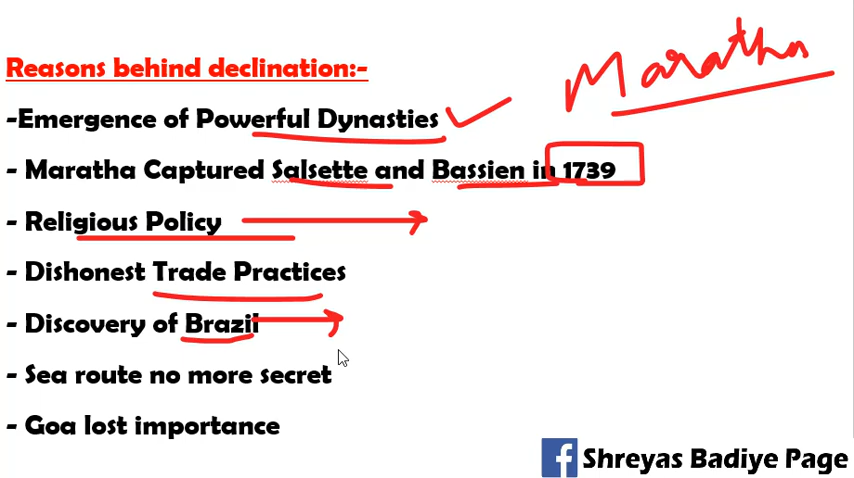 Maratha
Reasons behind declination:-
-Emergence of Powerful Dynasties
- Maratha Captured Salsette and Bassien in 1739
- Religious Policy
- Dishonest Trade Practices
- Discovery of Brazil
- Sea route no more secret
- Goa lost importance
f Shreyas Badiye Page